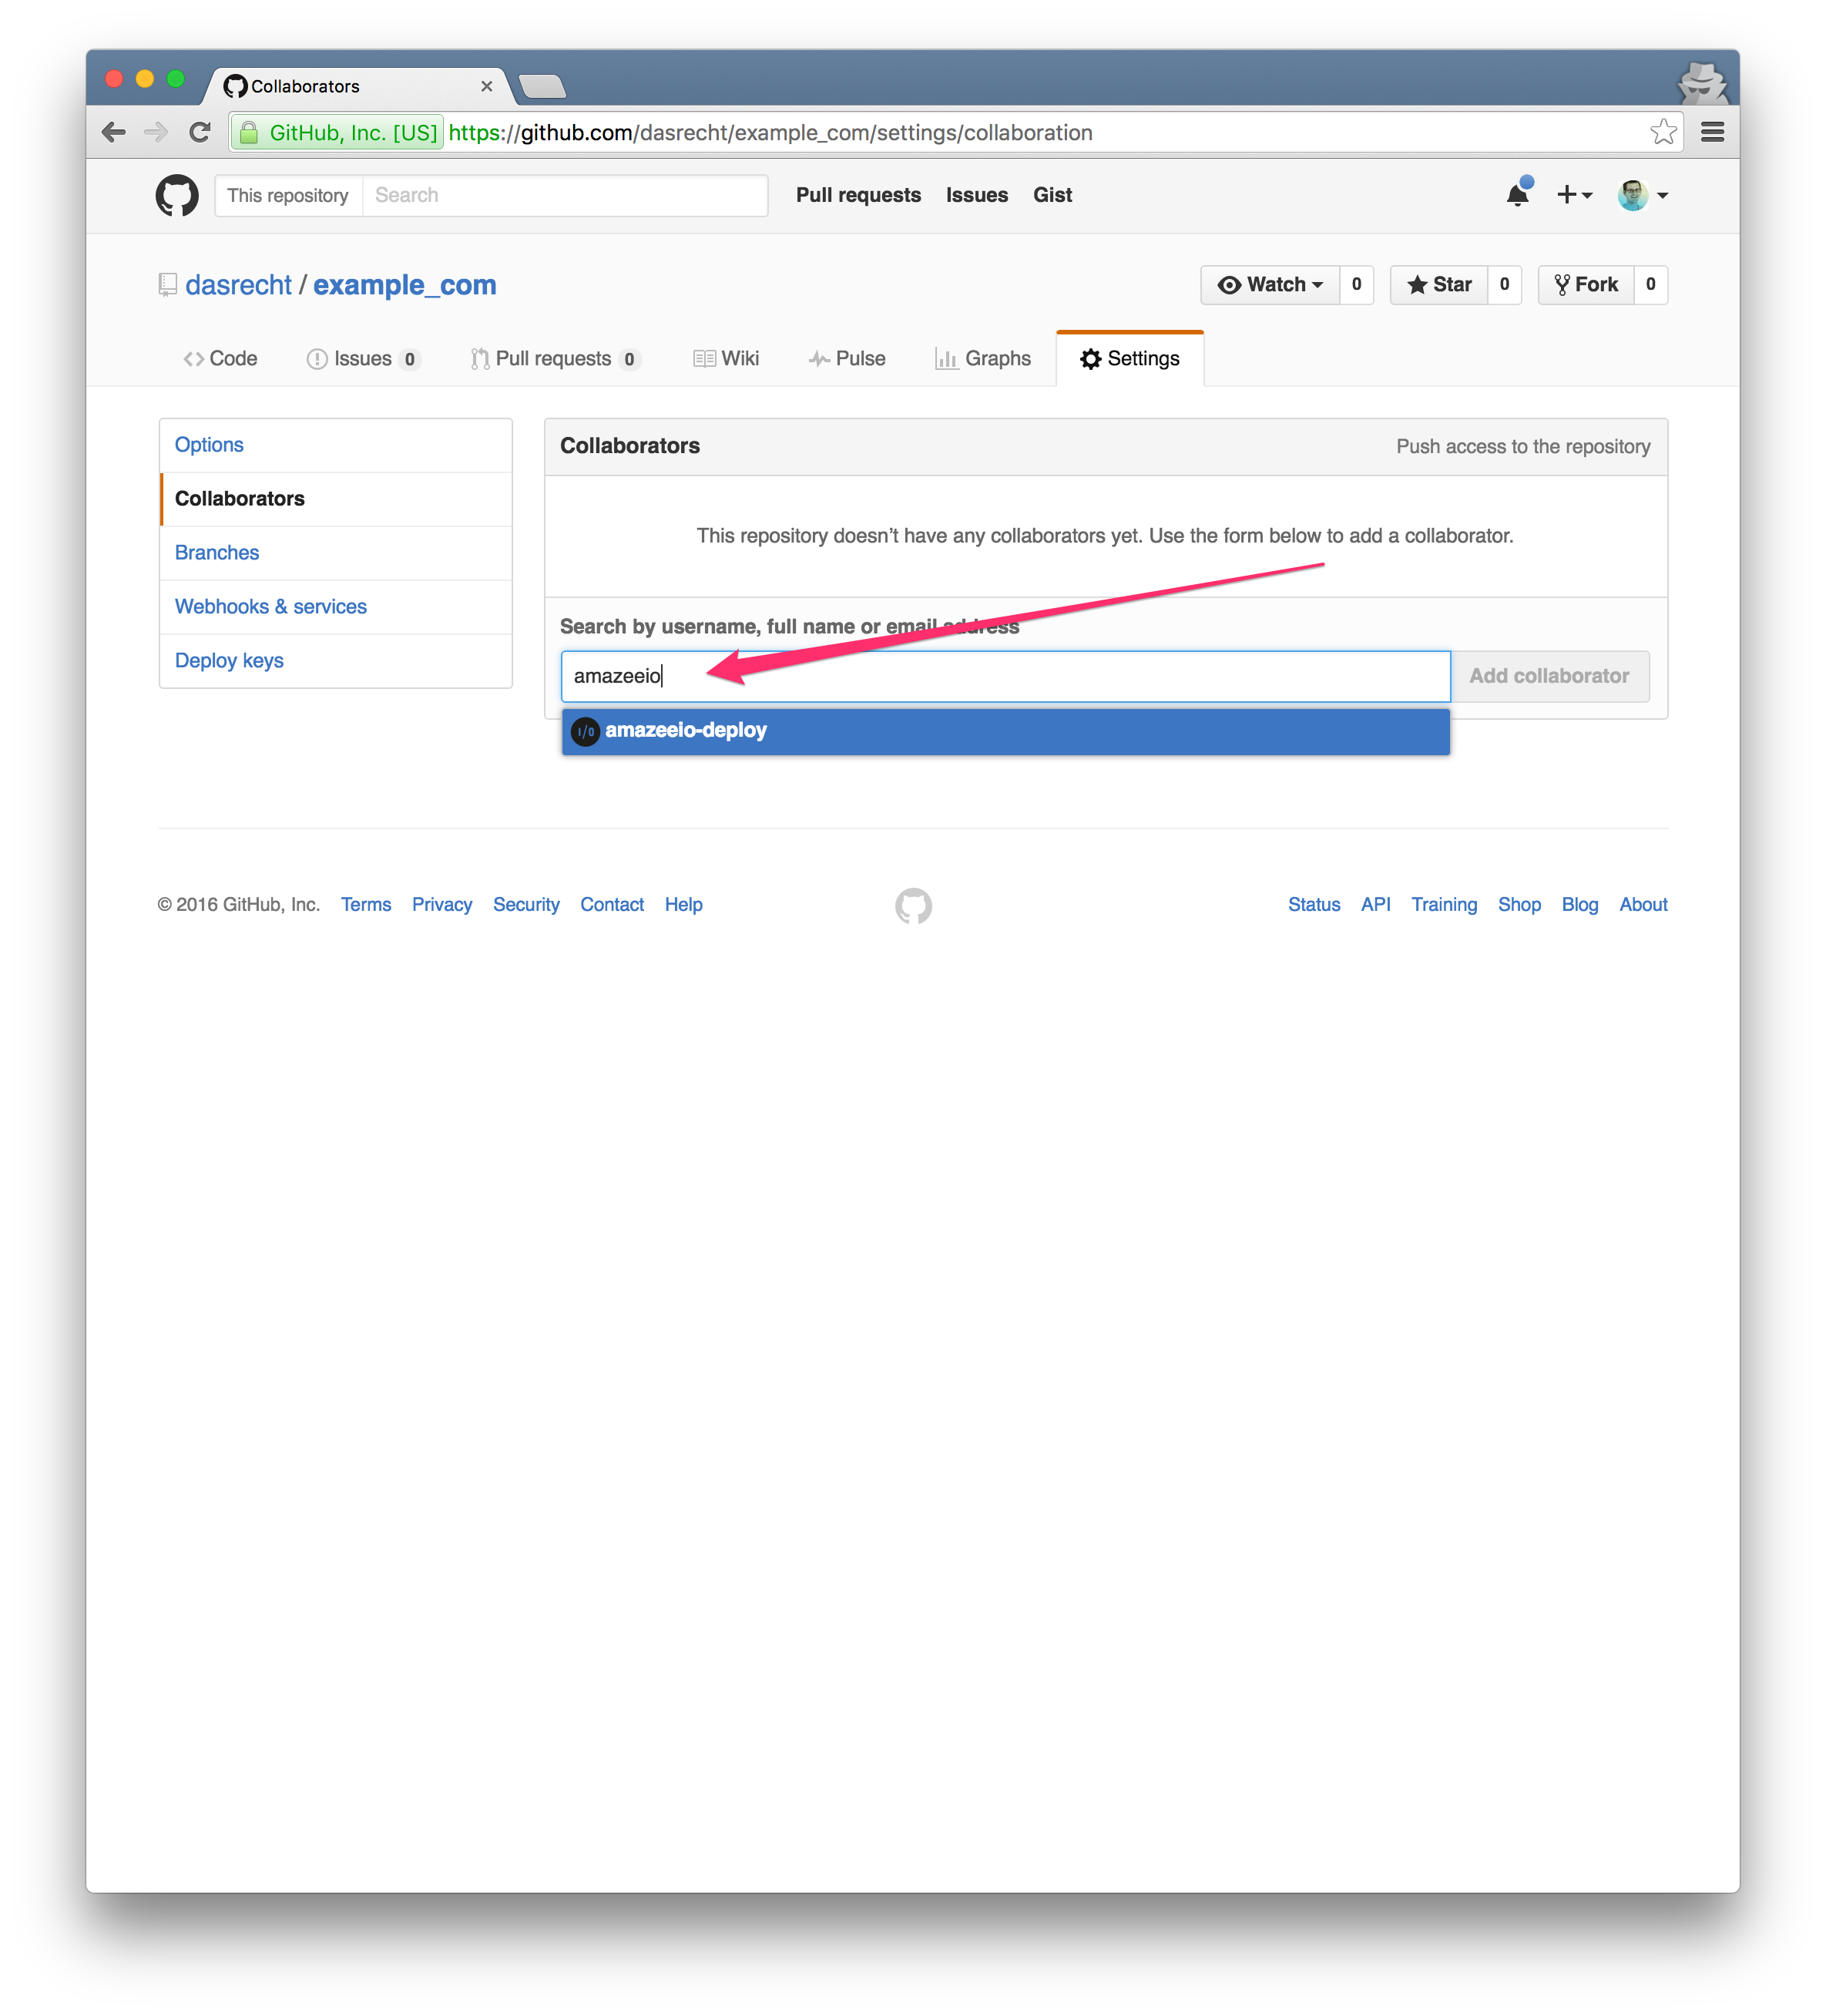 Collaborators
GitHub, Inc. [US] https://github.com/dasrecht/example_com/settings/collaboration
This repository Search Pull requests Issues Gist
dasrecht / example_com Watch 0 Star 0 Fork 0
Code Issues 0 Pull requests 0 Wiki Pulse Graphs Settings
Options
Collaborators
Branches
Webhooks & services
Deploy keys
Collaborators Push access to the repository
This repository doesn’t have any collaborators yet. Use the form below to add a collaborator.
Search by username, full name or email address
amazeeio Add collaborator
I/O amazeeio-deploy
© 2016 GitHub, Inc. Terms Privacy Security Contact Help Status API Training Shop Blog About